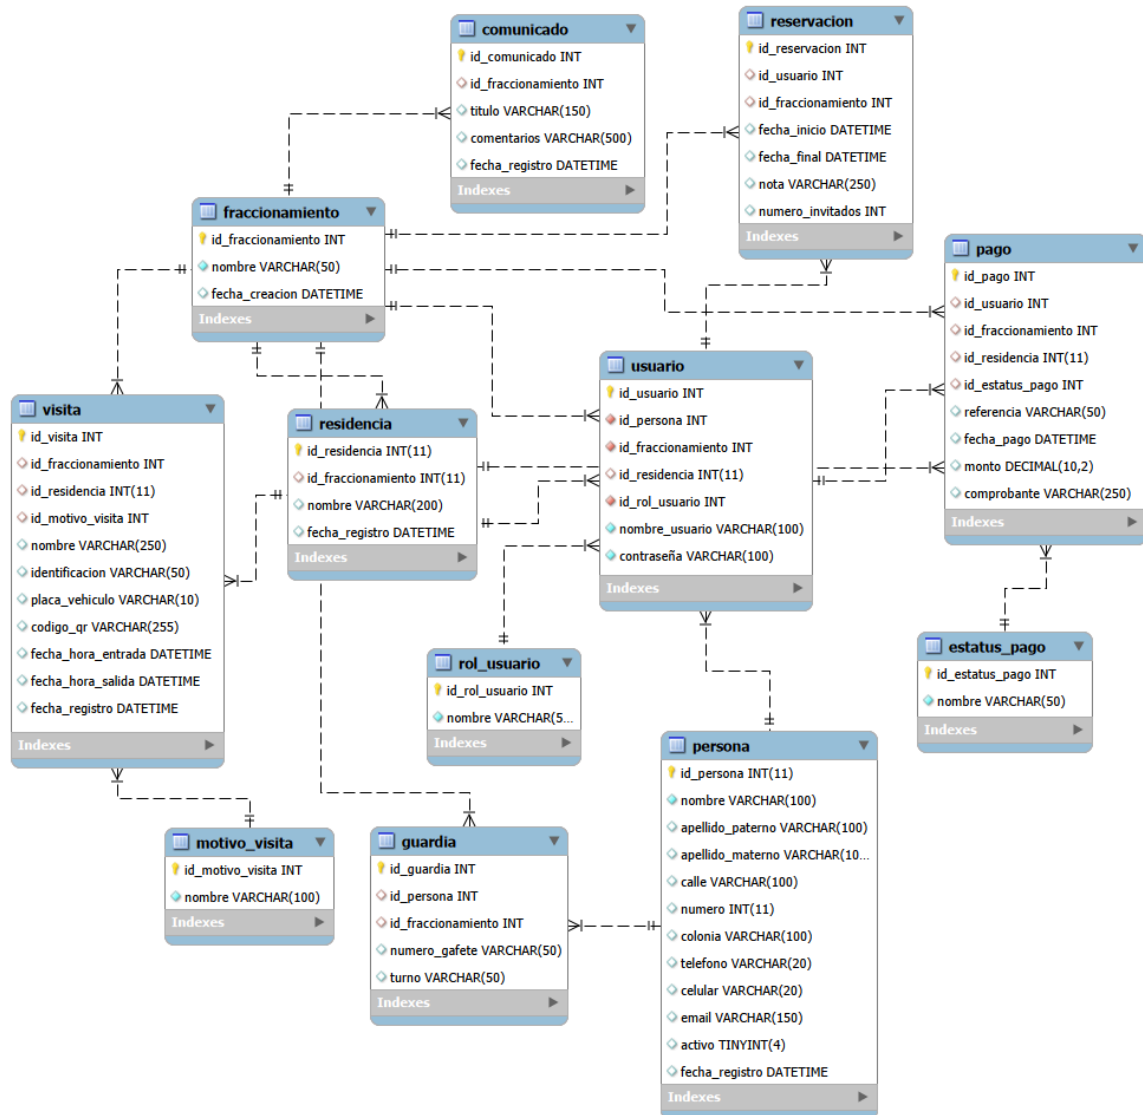 comunicado
id_comunicado INT
id_fraccionamiento INT
titulo VARCHAR(150)
comentarios VARCHAR(500)
fecha_registro DATETIME
Indexes
reservacion
id_reservacion INT
id_usuario INT
id_fraccionamiento INT
fecha_inicio DATETIME
fecha_final DATETIME
nota VARCHAR(250)
numero_invitados INT
Indexes
fraccionamiento
id_fraccionamiento INT
nombre VARCHAR(50)
fecha_creacion DATETIME
Indexes
pago
id_pago INT
id_usuario INT
id_fraccionamiento INT
id_residencia INT(11)
id_estatus_pago INT
referencia VARCHAR(50)
fecha_pago DATETIME
monto DECIMAL(10,2)
comprobante VARCHAR(250)
Indexes
usuario
id_usuario INT
id_persona INT
id_fraccionamiento INT
id_residencia INT(11)
id_rol_usuario INT
nombre_usuario VARCHAR(100)
contraseña VARCHAR(100)
Indexes
visita
id_visita INT
id_fraccionamiento INT
id_residencia INT(11)
id_motivo_visita INT
nombre VARCHAR(250)
identificacion VARCHAR(50)
placa_vehiculo VARCHAR(10)
codigo_qr VARCHAR(255)
fecha_hora_entrada DATETIME
fecha_hora_salida DATETIME
fecha_registro DATETIME
Indexes
residencia
id_residencia INT(11)
id_fraccionamiento INT(11)
nombre VARCHAR(200)
fecha_registro DATETIME
Indexes
rol_usuario
id_rol_usuario INT
nombre VARCHAR(5...
Indexes
estatus_pago
id_estatus_pago INT
nombre VARCHAR(50)
Indexes
persona
id_persona INT(11)
nombre VARCHAR(100)
apellido_paterno VARCHAR(100)
apellido_materno VARCHAR(10...
calle VARCHAR(100)
numero INT(11)
colonia VARCHAR(100)
telefono VARCHAR(20)
celular VARCHAR(20)
email VARCHAR(150)
activo TINYINT(4)
fecha_registro DATETIME
Indexes
motivo_visita
id_motivo_visita INT
nombre VARCHAR(100)
Indexes
guardia
id_guardia INT
id_persona INT
id_fraccionamiento INT
numero_gafete VARCHAR(50)
turno VARCHAR(50)
Indexes